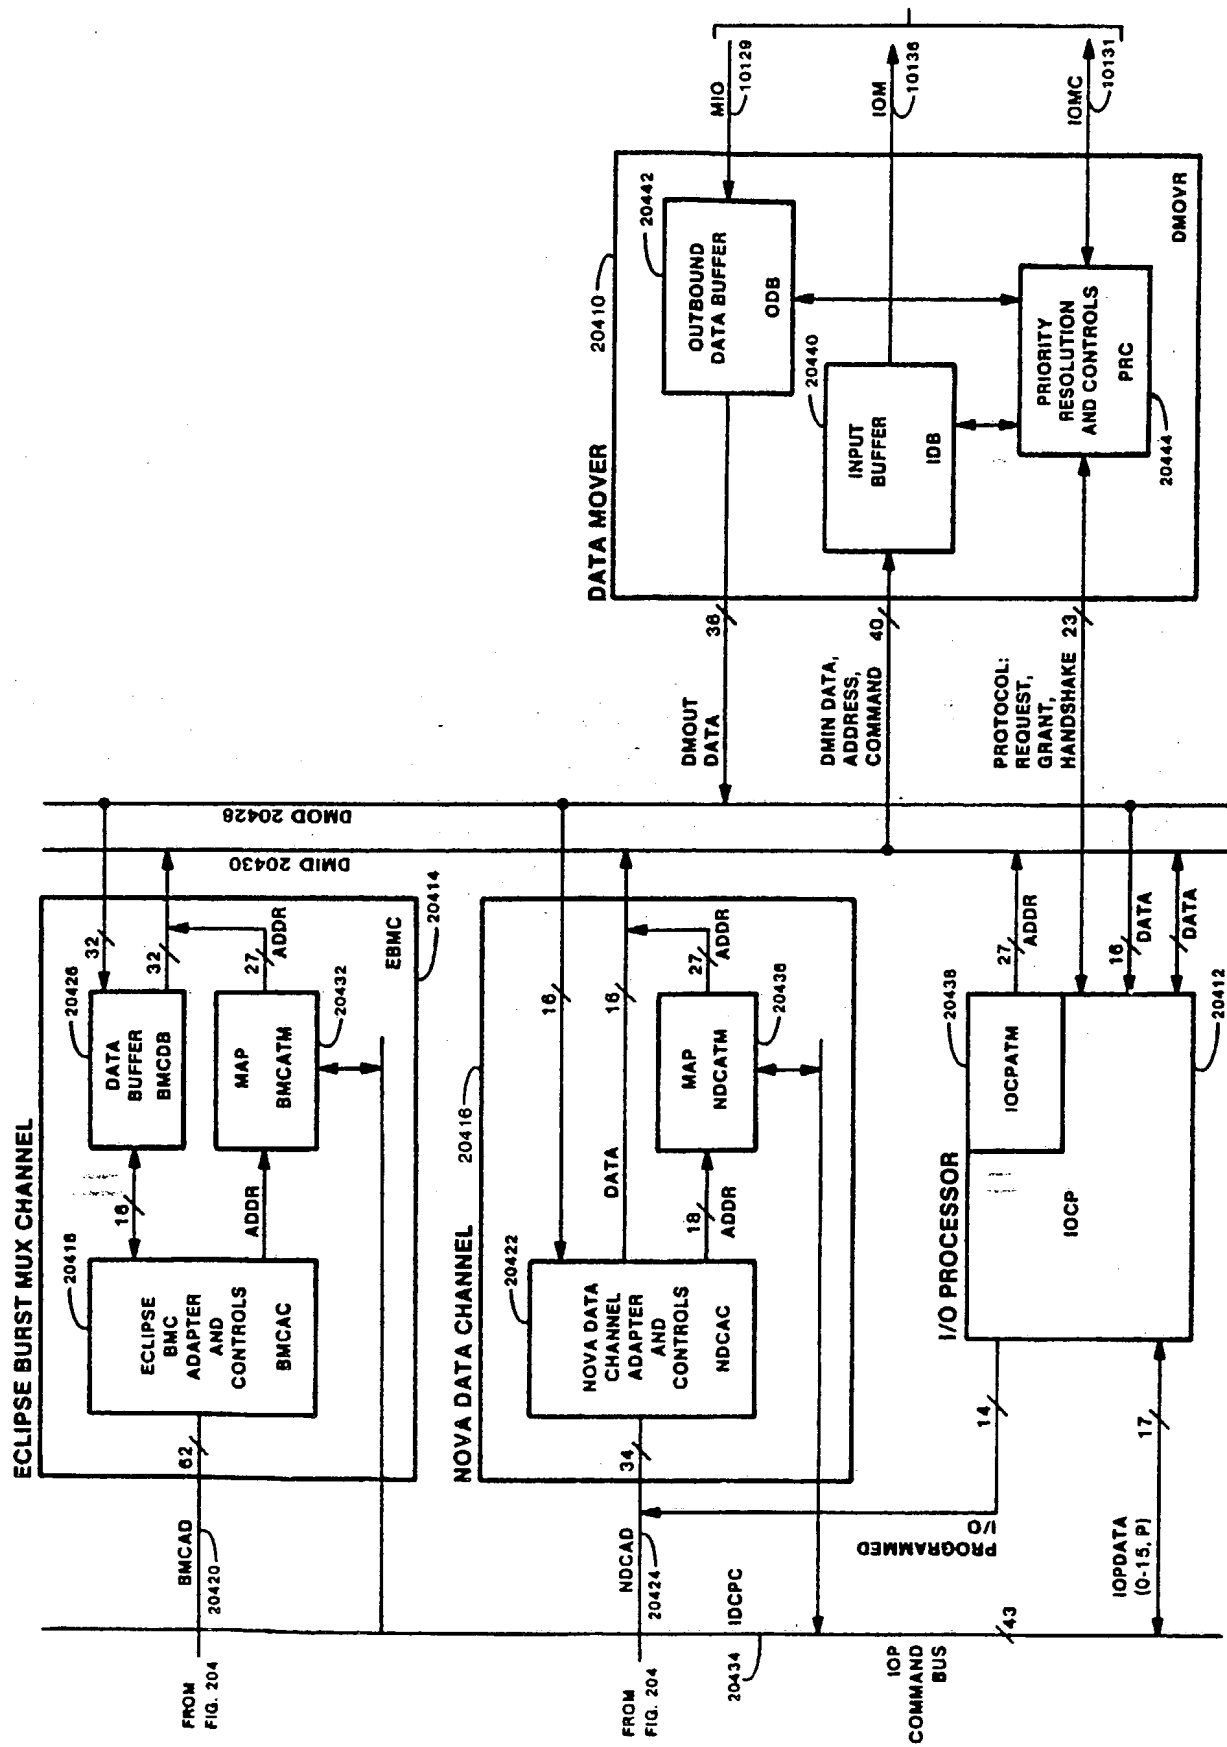 ECLIPSE BURST MUX CHANNEL
FROM
FIG. 204
BMCAD
20420
62
20418
ECLIPSE
BMC
ADAPTER
AND
CONTROLS
BMCAC
16
ADDR
20426
DATA
BUFFER
BMCDB
MAP
BMCATM
20432
32
32
27
ADDR
EBMC
20414
DMID 20430
DMOD 20428
NOVA DATA CHANNEL
20416
FROM
FIG. 204
NDCAD
20424
34
20422
NOVA DATA
CHANNEL
ADAPTER
AND
CONTROLS
NDCAC
DATA
18
ADDR
MAP
NDCATM
20436
16
16
27
ADDR
IDCPC
20434
IOP
COMMAND
BUS
43
PROGRAMMED
I/O
14
IOPDATA
(0-15, P)
17
I/O PROCESSOR
IOCP
IOCPATM
20438
27
ADDR
16
DATA
DATA
20412
DMOUT
DATA
36
DMIN DATA,
ADDRESS,
COMMAND
40
PROTOCOL:
REQUEST,
GRANT,
HANDSHAKE
23
DATA MOVER
20410
20442
OUTBOUND
DATA BUFFER
ODB
20440
INPUT
BUFFER
IDB
PRIORITY
RESOLUTION
AND CONTROLS
PRC
20444
DMOVR
MIO
10129
IOM
10136
IOMC
10131